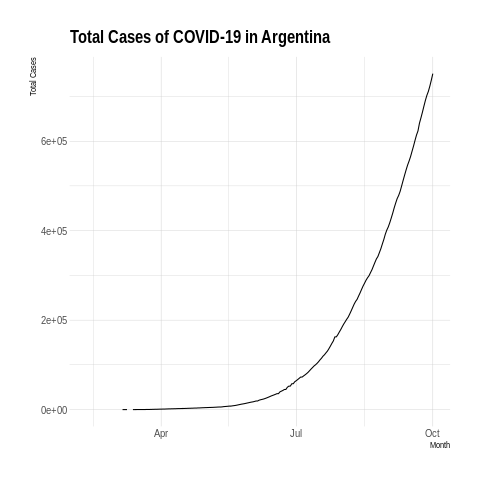 Total Cases of COVID-19 in Argentina
Total Cases
6e+05
4e+05
2e+05
0e+00
Apr
Jul
Oct
Month